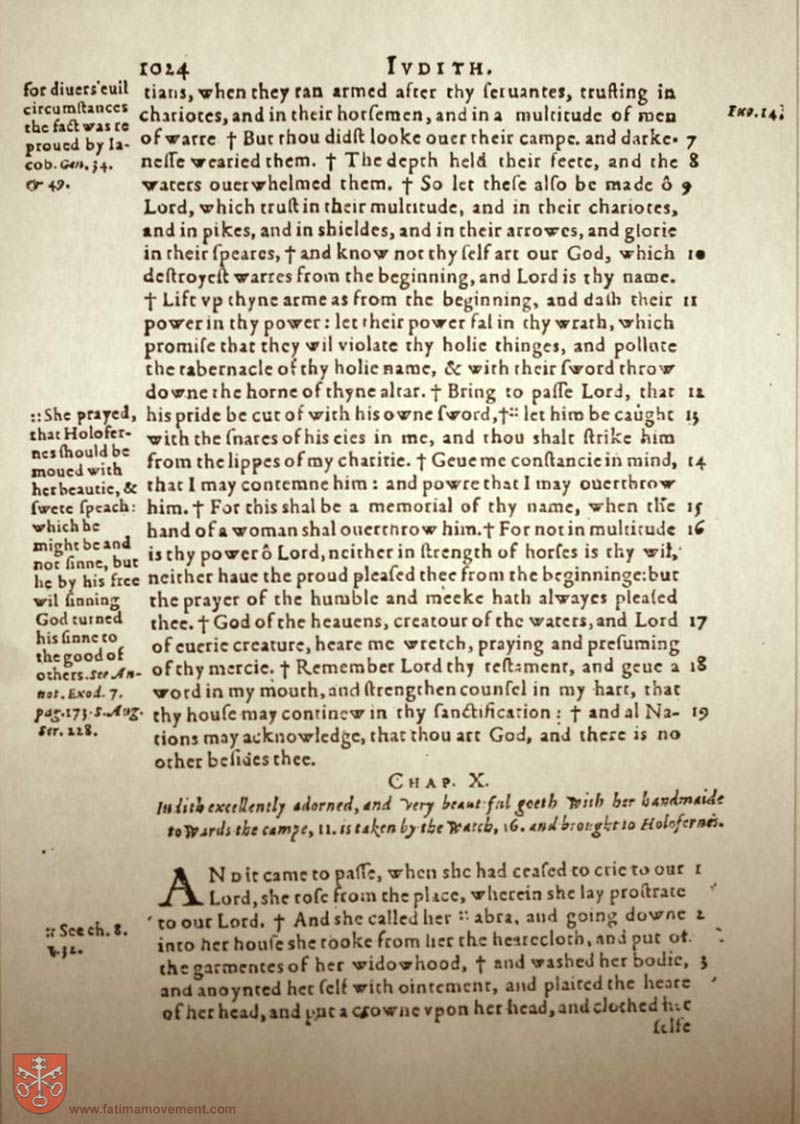 1024 IVDITH.
for diuers euil
circumſtances
the fact was re
proued by Ia-
cob. Gen. 34.
& 49.
tians, when they ran armed after thy ſeruantes, truſting in
chariotes, and in their horſemen, and in a multitude of men
Exo. 14.
of warre † But thou didſt looke ouer their campe. and darke- 7
neſſe wearied them. † The depth held their feete, and the 8
waters ouerwhelmed them. † So let theſe alſo be made ô 9
Lord, which truſt in their multitude, and in their chariotes,
and in pikes, and in shieldes, and in their arrowes, and glorie
in their ſpeares, † and know not thy ſelf art our God, which 10
deſtroyeſt warres from the beginning, and Lord is thy name.
† Lift vp thyne arme as from the beginning, and dash their 11
power in thy power: let their power fal in thy wrath, which
promiſe that they wil violate thy holie thinges, and pollute
the tabernacle of thy holie name, & with their ſword throw
downe the horne of thyne altar. † Bring to paſſe Lord, that 12
his pride be cut of with his owne ſword, † :: let him be caught 13
with the ſnares of his eies in me, and thou shalt ſtrike him
from the lippes of my charitie. † Geue me conſtancie in mind, 14
that I may contemne him: and powre that I may ouerthrow
him. † For this shal be a memorial of thy name, when the 15
hand of a woman shal ouerthrow him. † For not in multitude 16
is thy power ô Lord, neither in ſtrength of horſes is thy wil,
neither haue the proud pleaſed thee from the beginninge: but
the prayer of the humble and meeke hath alwayes pleaſed
thee. † God of the heauens, creatour of the waters, and Lord 17
of euerie creature, heare me wretch, praying and preſuming
of thy mercie. † Remember Lord thy teſtament, and geue a 18
word in my mouth, and ſtrengthen counſel in my hart, that
thy houſe may continew in thy ſanctification: † and al Na- 19
tions may acknowledge, that thou art God, and there is no
other beſides thee.
:: She prayed,
that Holofer-
nes ſhould be
moued with
her beautie, &
ſwete ſpeach:
which he
might be and
not ſinne, but
he by his free
wil ſinning
God turned
his ſinne to
the good of
others. See An-
not. Exod. 7.
pag. 173. S. Aug.
ſer. 228.
CHAP. X.
Iudith excellently adorned, and very beautiful goeth with her handmaide
towards the campe, 11. is taken by the watch, 16. and brought to Holofernes.
AND it came to paſſe, when she had ceaſed to crie to our 1
Lord, she roſe from the place, wherein she lay proſtrate
to our Lord. † And she called her :: abra, and going downe 2
into her houſe she tooke from her the hearecloth, and put of
the garmentes of her widowhood, † and washed her bodie, 3
and anoynted her ſelf with ointement, and plaited the heare
of her head, and put a crowne vpon her head, and clothed her
ſelfe
:: See ch. 8.
v. 32.
www.fatimamovement.com